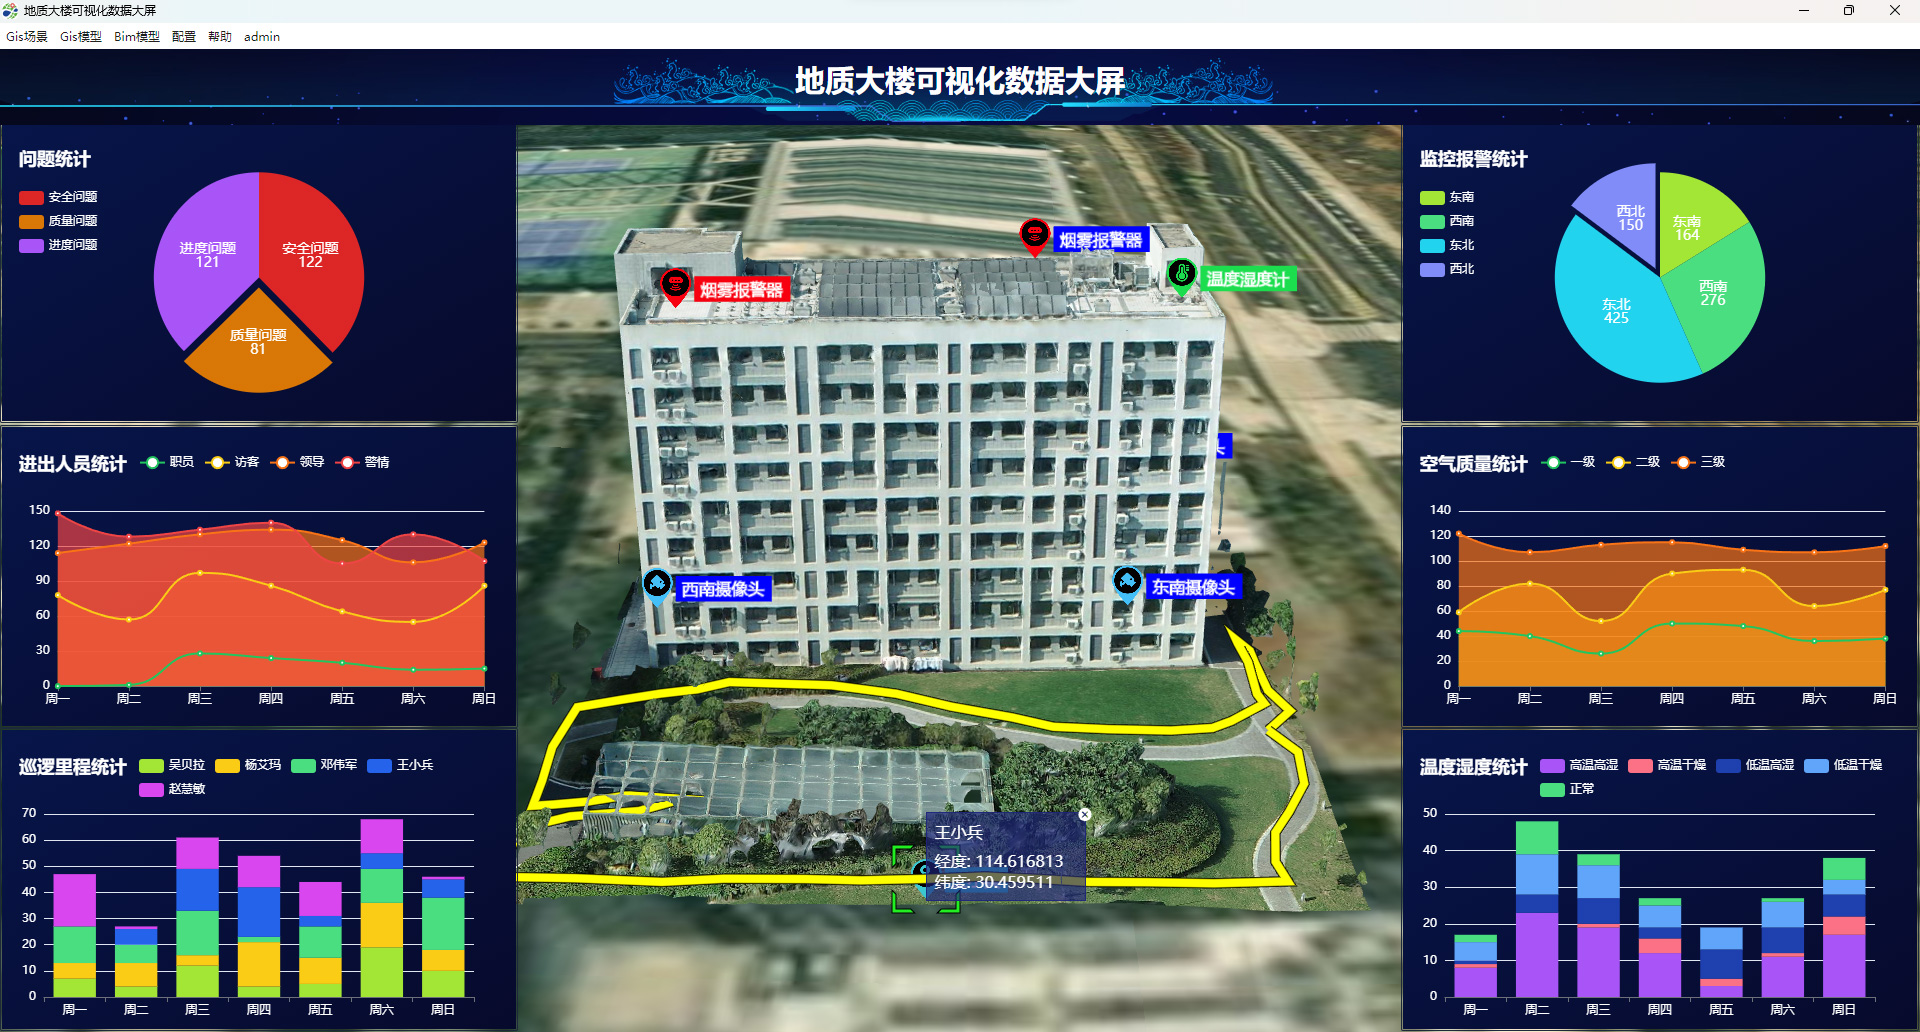 地质大楼可视化数据大屏
Gis场景 Gis模型 Bim模型 配置 帮助 admin
地质大楼可视化数据大屏
问题统计
安全问题
质量问题
进度问题
进度问题
121
安全问题
122
质量问题
81
进出人员统计 职员 访客 领导 警情
150
120
90
60
30
0
周一 周二 周三 周四 周五 周六 周日
巡逻里程统计 吴贝拉 杨艾玛 邓伟军 王小兵
赵慧敏
70
60
50
40
30
20
10
0
周一 周二 周三 周四 周五 周六 周日
烟雾报警器
烟雾报警器
温度湿度计
头
西南摄像头
东南摄像头
王小兵
经度: 114.616813
纬度: 30.459511
监控报警统计
东南
西南
东北
西北
西北
150
东南
164
西南
276
东北
425
空气质量统计 一级 二级 三级
140
120
100
80
60
40
20
0
周一 周二 周三 周四 周五 周六 周日
温度湿度统计 高温高湿 高温干燥 低温高湿 低温干燥
正常
50
40
30
20
10
0
周一 周二 周三 周四 周五 周六 周日